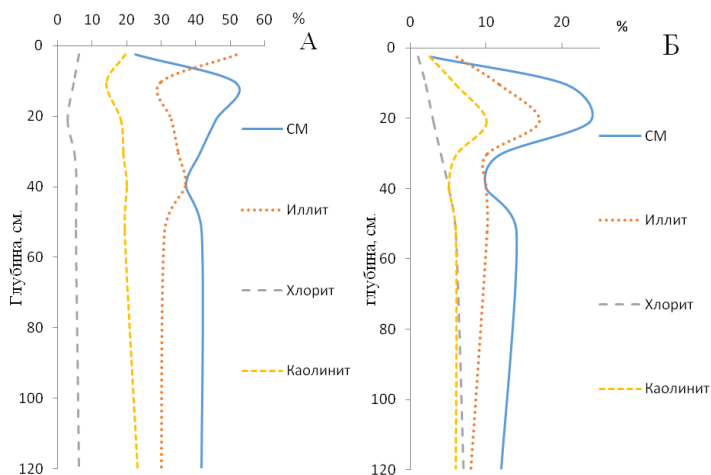 0 10 20 30 40 50 60 %
А
0
20
40
60
80
100
120
Глубина, см.
СМ
Иллит
Хлорит
Каолинит
0 10 20 %
Б
0
20
40
60
80
100
120
глубина, см.
СМ
Иллит
Хлорит
Каолинит